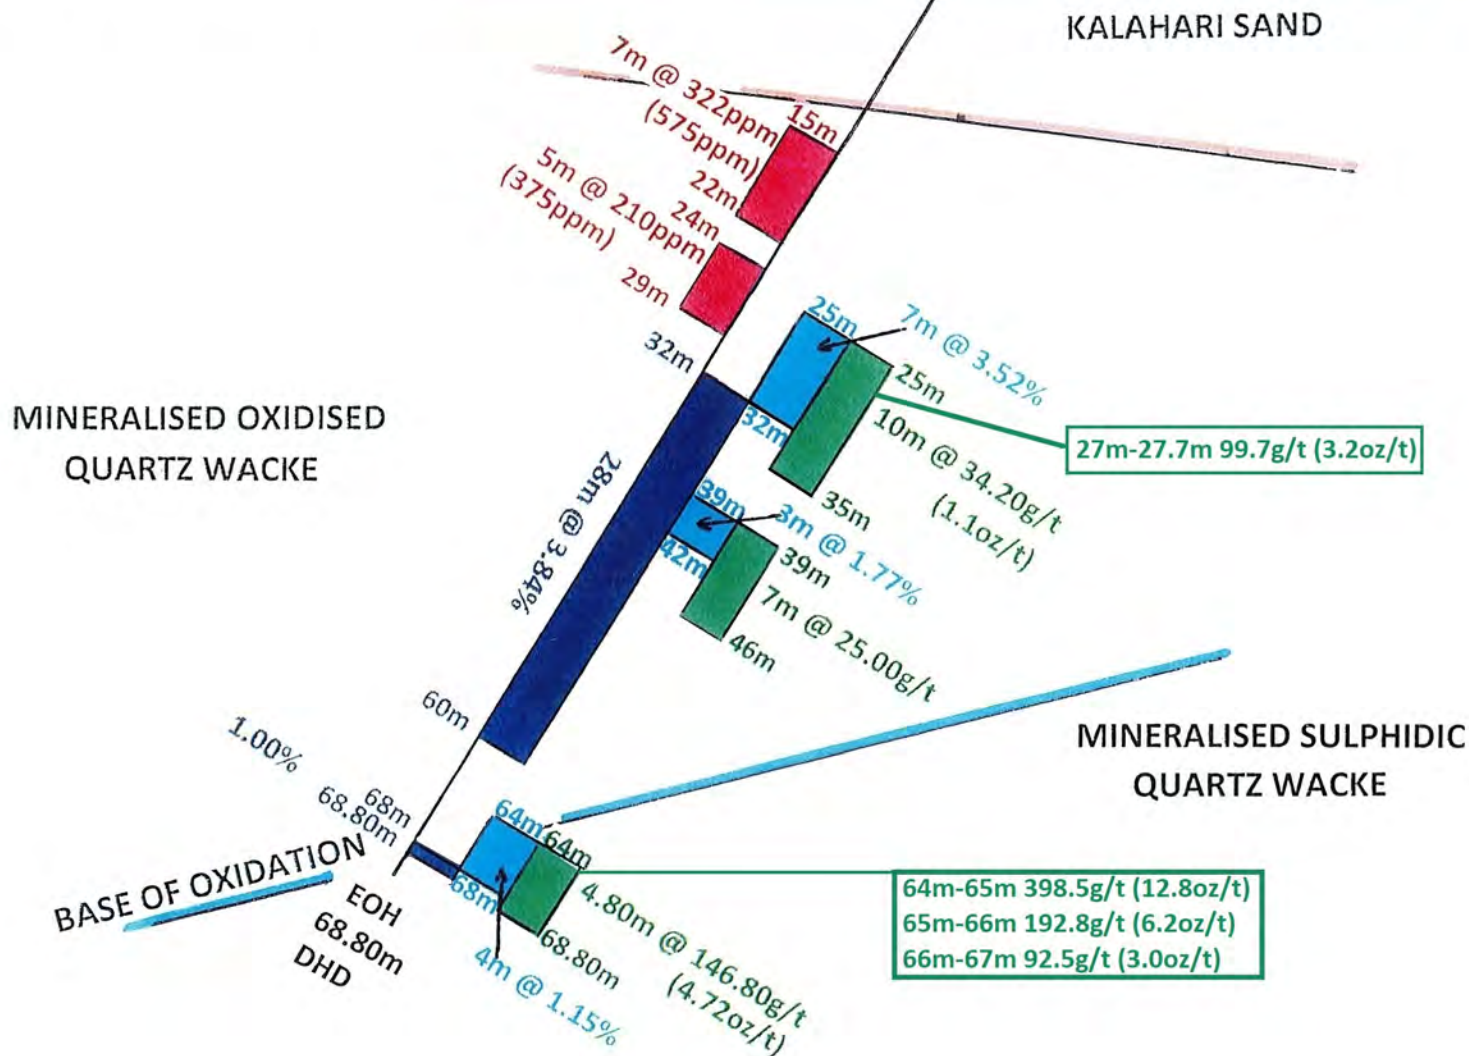 KALAHARI SAND
7m @ 322ppm
(575ppm)
15m
22m
5m @ 210ppm
(375ppm)
24m
29m
32m
25m
7m @ 3.52%
25m
10m @ 34.20g/t
(1.1oz/t)
27m-27.7m 99.7g/t (3.2oz/t)
32m
35m
MINERALISED OXIDISED
QUARTZ WACKE
28m @ 3.84%
39m
3m @ 1.77%
42m
39m
7m @ 25.00g/t
46m
60m
MINERALISED SULPHIDIC
QUARTZ WACKE
1.00%
68m
68.80m
64m
64m
68m
4.80m @ 146.80g/t
(4.72oz/t)
68.80m
4m @ 1.15%
64m-65m 398.5g/t (12.8oz/t)
65m-66m 192.8g/t (6.2oz/t)
66m-67m 92.5g/t (3.0oz/t)
BASE OF OXIDATION
EOH
68.80m
DHD